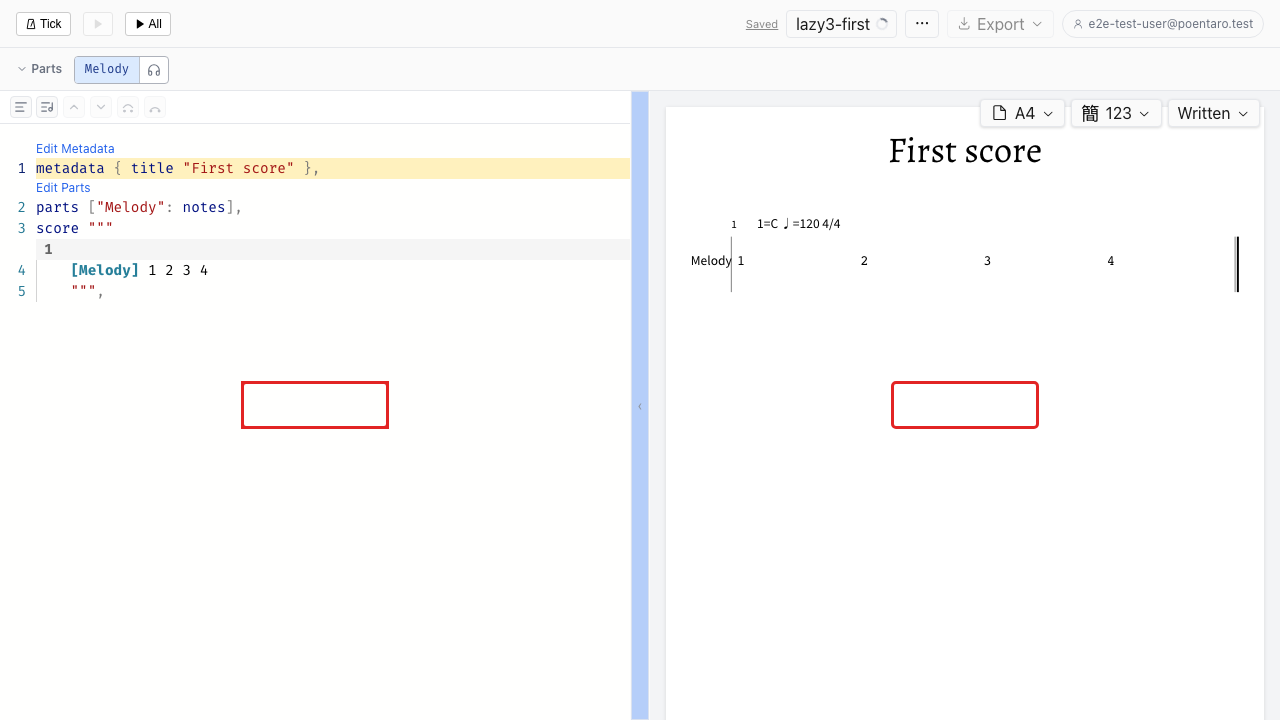 Tick
All
Saved
lazy3-first
Export
e2e-test-user@poentaro.test
Parts
Melody
A4
簡 123
Written
Edit Metadata
1 metadata { title "First score" },
Edit Parts
2 parts ["Melody": notes],
3 score """
1
4 [Melody] 1 2 3 4
5 """,
First score
1 1=C ♩=120 4/4
Melody 1 2 3 4